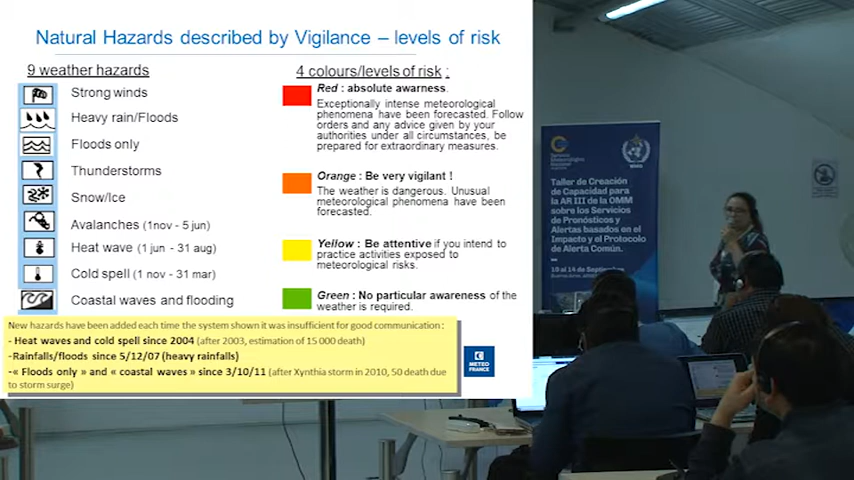 Natural Hazards described by Vigilance – levels of risk
9 weather hazards
Strong winds
Heavy rain/Floods
Floods only
Thunderstorms
Snow/Ice
Avalanches (1nov - 5 jun)
Heat wave (1 jun - 31 aug)
Cold spell (1 nov - 31 mar)
Coastal waves and flooding
4 colours/levels of risk :
Red : absolute awarness.
Exceptionally intense meteorological
phenomena have been forecasted. Follow
orders and any advice given by your
authorities under all circumstances, be
prepared for extraordinary measures.
Orange : Be very vigilant !
The weather is dangerous. Unusual
meteorological phenomena have been
forecasted.
Yellow : Be attentive if you intend to
practice activities exposed to
meteorological risks.
Green : No particular awareness of the
weather is required.
New hazards have been added each time the system shown it was insufficient for good communication :
- Heat waves and cold spell since 2004 (after 2003, estimation of 15 000 death)
-Rainfalls/floods since 5/12/07 (heavy rainfalls)
-« Floods only » and « coastal waves » since 3/10/11 (after Xynthia storm in 2010, 50 death due
to storm surge)
METEO
FRANCE
Servicio
Meteorológico
Nacional
Taller de Creación
de Capacidad para
la AR III de la OMM
sobre los Servicios
de Pronósticos y
Alertas basados en el
Impacto y el Protocolo
de Alerta Común.
10 al 14 de Septiembre